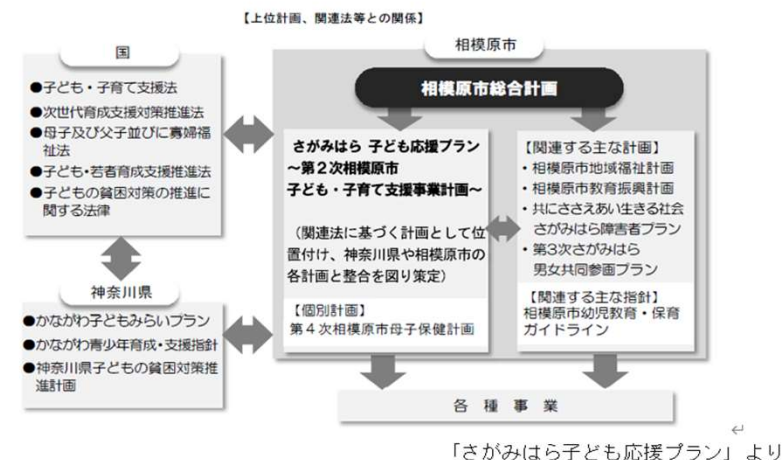 【上位計画、関連法等との関係】
国
●子ども・子育て支援法
●次世代育成支援対策推進法
●母子及び父子並びに寡婦福
祉法
●子ども・若者育成支援推進法
●子どもの貧困対策の推進に
関する法律
神奈川県
●かながわ子どもみらいプラン
●かながわ青少年育成・支援指針
●神奈川県子どもの貧困対策推
進計画
相模原市
相模原市総合計画
さがみはら 子ども応援プラン
~第2次相模原市
子ども・子育て支援事業計画~
(関連法に基づく計画として位
置付け、神奈川県や相模原市の
各計画と整合を図り策定)
【個別計画】
第4次相模原市母子保健計画
【関連する主な計画】
・相模原市地域福祉計画
・相模原市教育振興計画
・共にささえあい生きる社会
さがみはら障害者プラン
・第3次さがみはら
男女共同参画プラン
【関連する主な指針】
相模原市幼児教育・保育
ガイドライン
各 種 事 業
「さがみはら子ども応援プラン」より